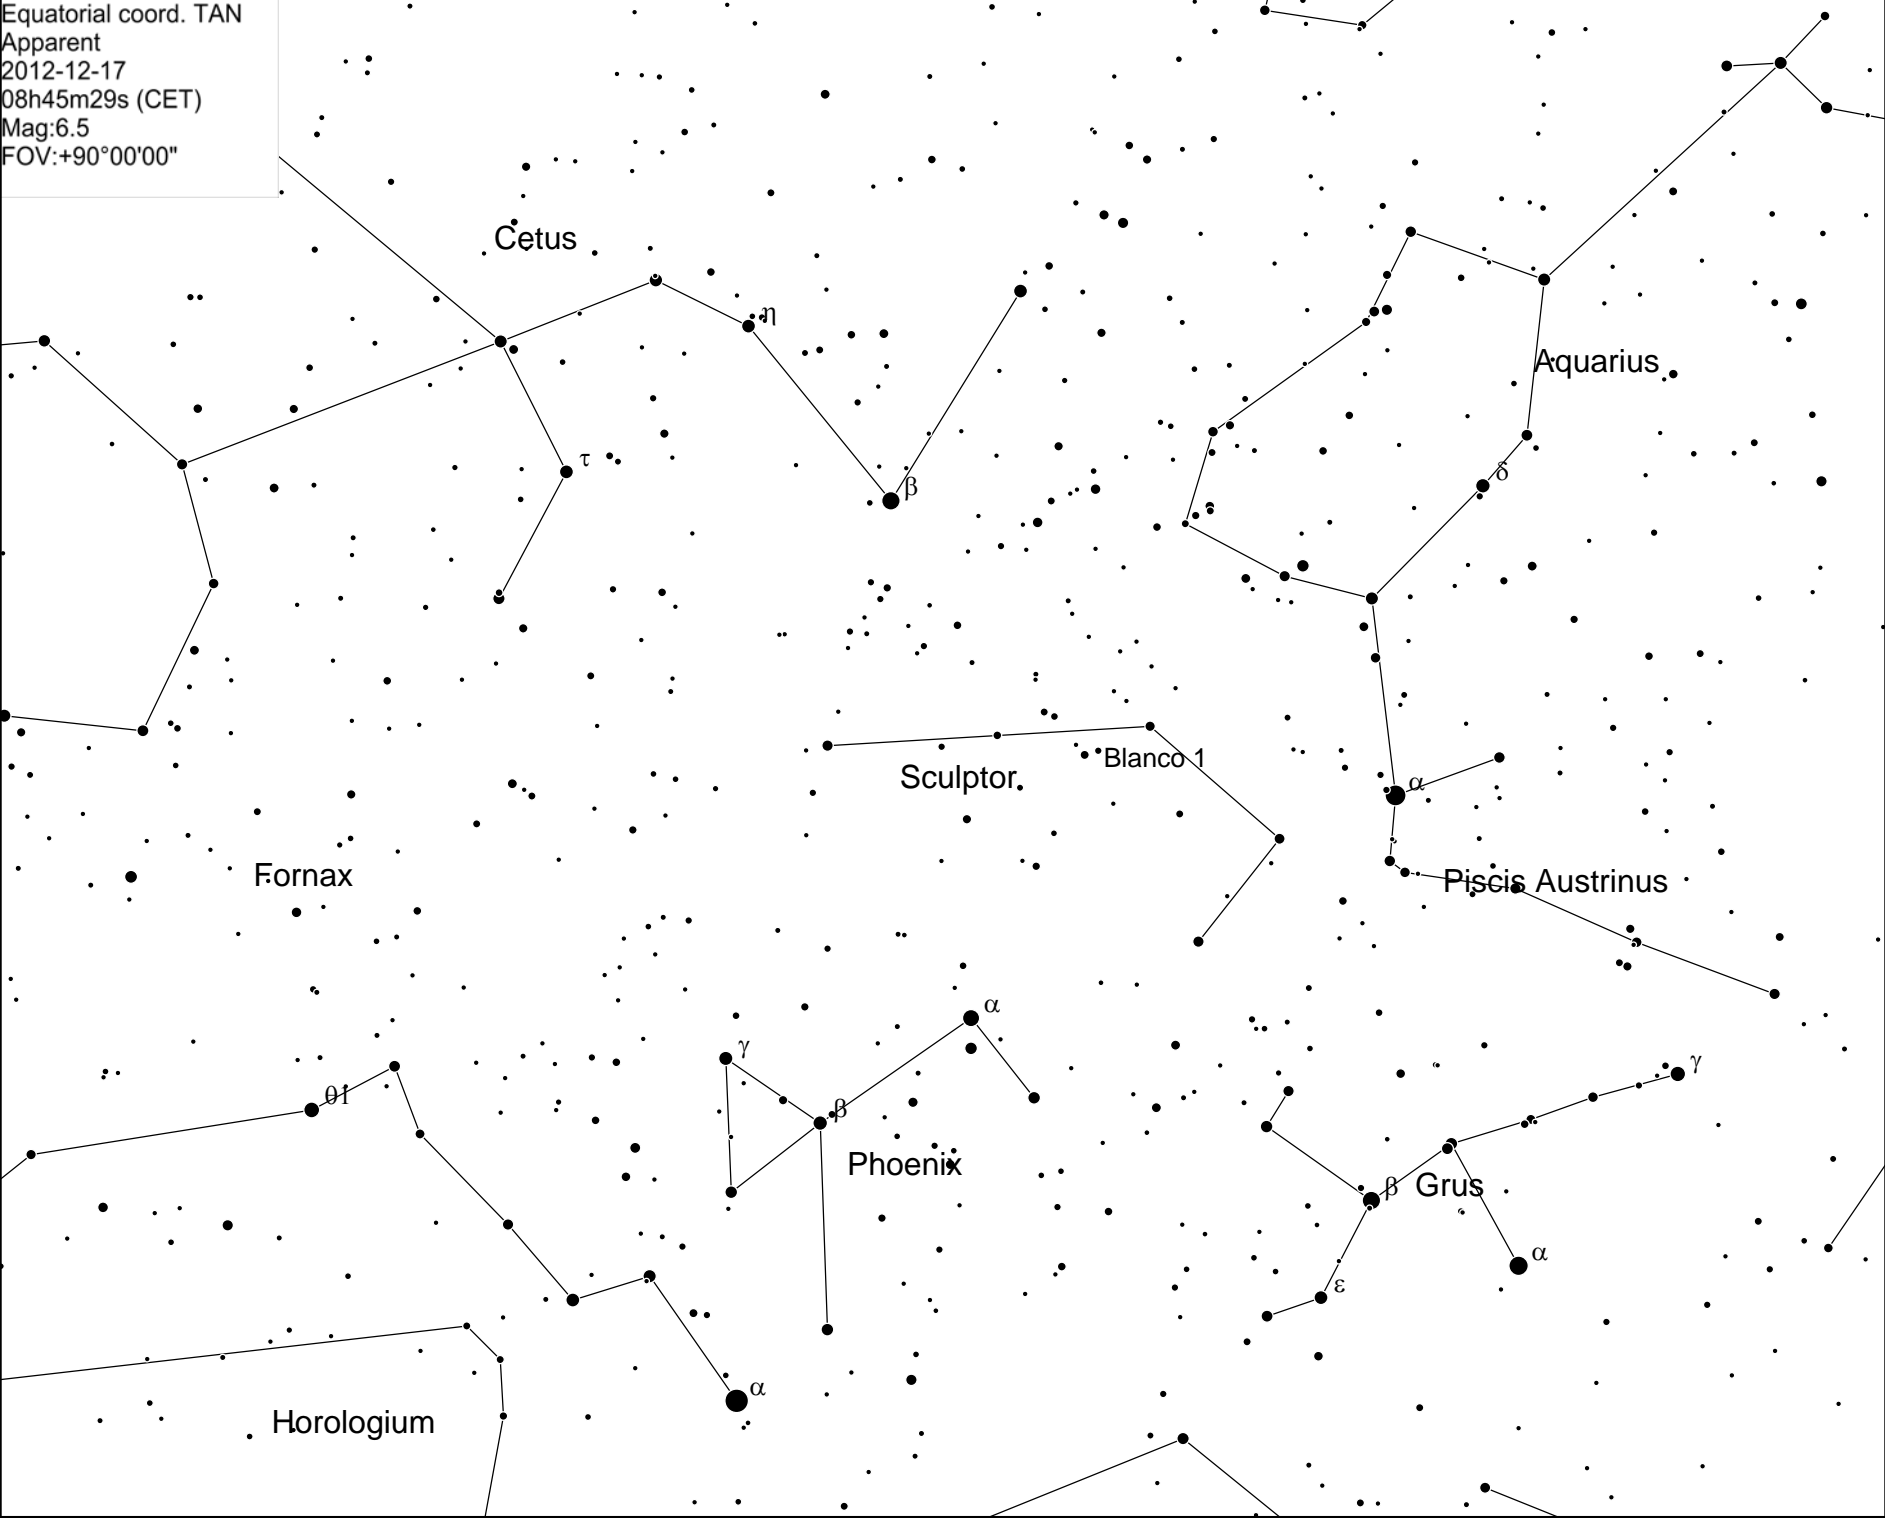 Equatorial coord. TAN
Apparent
2012-12-17
08h45m29s (CET)
Mag:6.5
FOV:+90°00'00"
Cetus
η
Aquarius
τ
δ
β
Blanco 1
Sculptor
α
Fornax
Piscis Austrinus
α
γ
γ
θ1
β
Phoenix
β
Grus
α
ε
α
Horologium